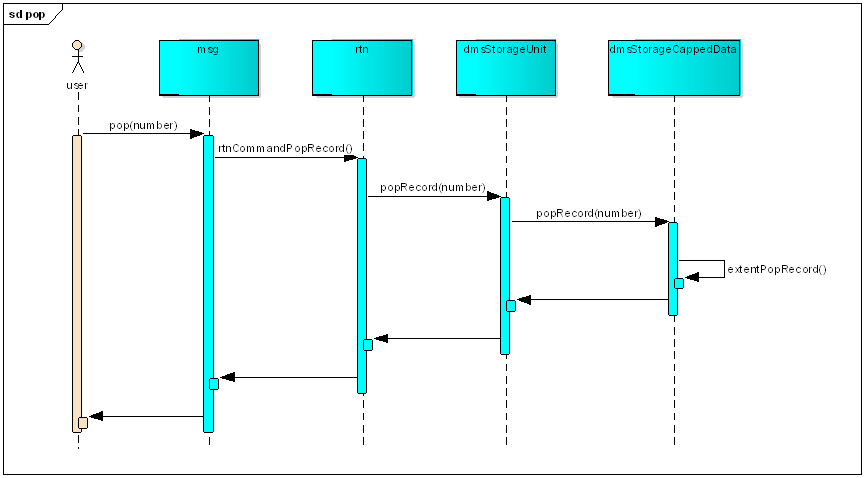 sd pop
msg
rtn
dmsStorageUnit
dmsStorageCappedData
user
pop(number)
rtnCommandPopRecord()
popRecord(number)
popRecord(number)
extentPopRecord()